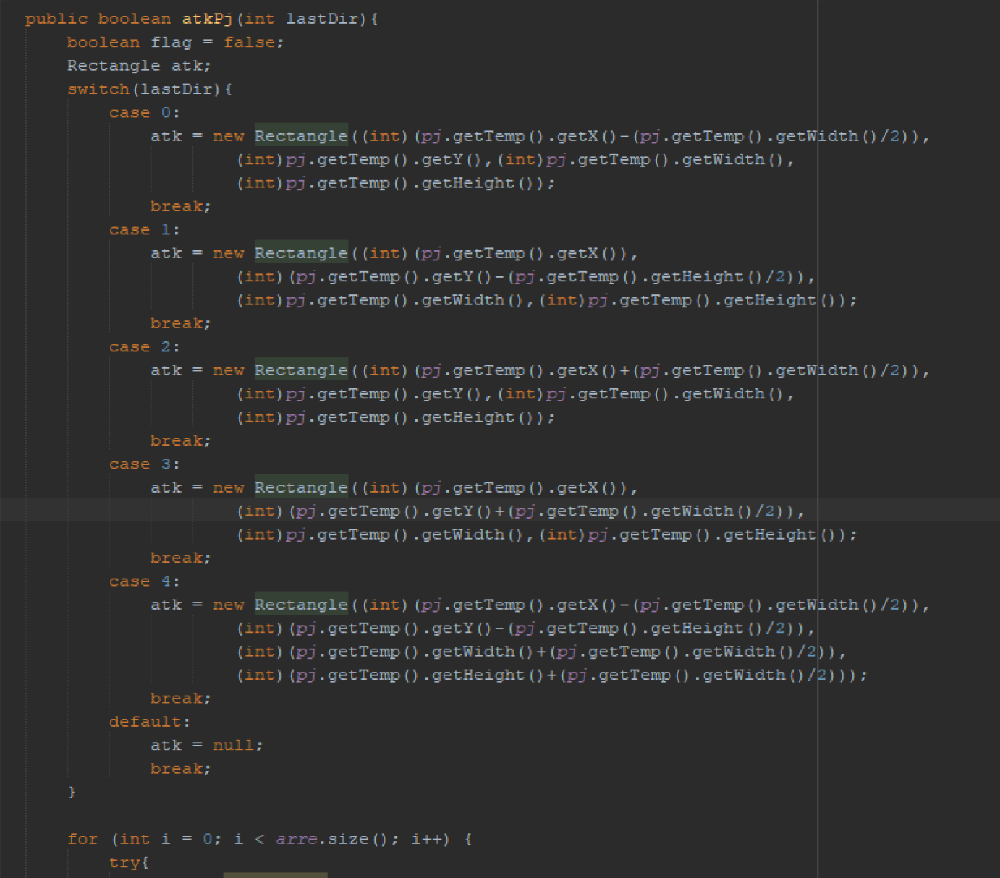 public boolean atkPj(int lastDir){
boolean flag = false;
Rectangle atk;
switch(lastDir){
case 0:
atk = new Rectangle((int)(pj.getTemp().getX()-(pj.getTemp().getWidth()/2)),
(int)pj.getTemp().getY(),(int)pj.getTemp().getWidth(),
(int)pj.getTemp().getHeight());
break;
case 1:
atk = new Rectangle((int)(pj.getTemp().getX()),
(int)(pj.getTemp().getY()-(pj.getTemp().getHeight()/2)),
(int)pj.getTemp().getWidth(),(int)pj.getTemp().getHeight());
break;
case 2:
atk = new Rectangle((int)(pj.getTemp().getX()+(pj.getTemp().getWidth()/2)),
(int)pj.getTemp().getY(),(int)pj.getTemp().getWidth(),
(int)pj.getTemp().getHeight());
break;
case 3:
atk = new Rectangle((int)(pj.getTemp().getX()),
(int)(pj.getTemp().getY()+(pj.getTemp().getWidth()/2)),
(int)pj.getTemp().getWidth(),(int)pj.getTemp().getHeight());
break;
case 4:
atk = new Rectangle((int)(pj.getTemp().getX()-(pj.getTemp().getWidth()/2)),
(int)(pj.getTemp().getY()-(pj.getTemp().getHeight()/2)),
(int)(pj.getTemp().getWidth()+(pj.getTemp().getWidth()/2)),
(int)(pj.getTemp().getHeight()+(pj.getTemp().getWidth()/2)));
break;
default:
atk = null;
break;
}
for (int i = 0; i < arre.size(); i++) {
try{